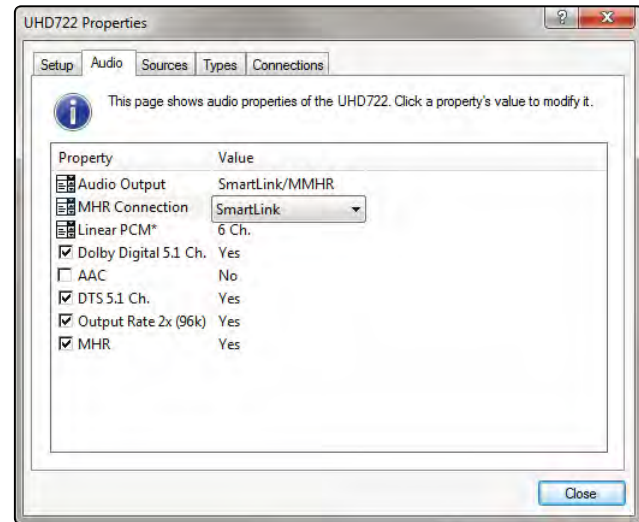 UHD722 Properties
Setup Audio Sources Types Connections
This page shows audio properties of the UHD722. Click a property's value to modify it.
Property Value
Audio Output SmartLink/MMHR
MHR Connection SmartLink
Linear PCM* 6 Ch.
Dolby Digital 5.1 Ch. Yes
AAC No
DTS 5.1 Ch. Yes
Output Rate 2x (96k) Yes
MHR Yes
Close